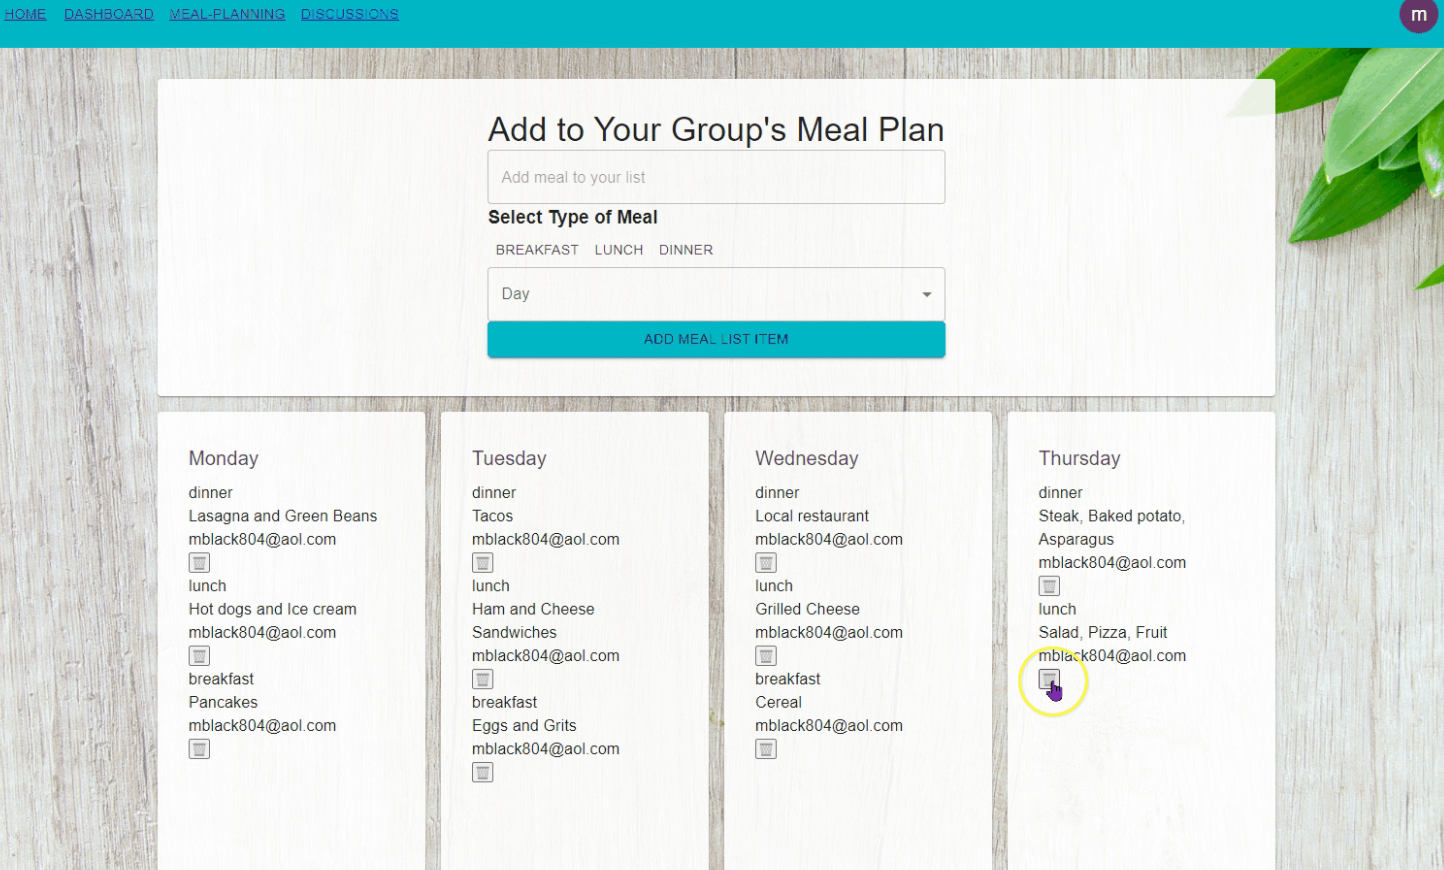 HOME DASHBOARD MEAL-PLANNING DISCUSSIONS
m
Add to Your Group's Meal Plan
Add meal to your list
Select Type of Meal
BREAKFAST LUNCH DINNER
Day
ADD MEAL LIST ITEM
Monday
dinner
Lasagna and Green Beans
mblack804@aol.com
lunch
Hot dogs and Ice cream
mblack804@aol.com
breakfast
Pancakes
mblack804@aol.com
Tuesday
dinner
Tacos
mblack804@aol.com
lunch
Ham and Cheese
Sandwiches
mblack804@aol.com
breakfast
Eggs and Grits
mblack804@aol.com
Wednesday
dinner
Local restaurant
mblack804@aol.com
lunch
Grilled Cheese
mblack804@aol.com
breakfast
Cereal
mblack804@aol.com
Thursday
dinner
Steak, Baked potato,
Asparagus
mblack804@aol.com
lunch
Salad, Pizza, Fruit
mblack804@aol.com